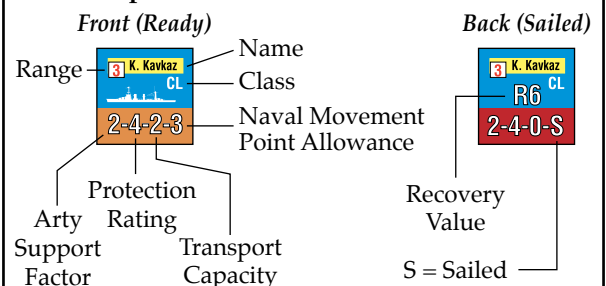 Front (Ready)
Back (Sailed)
Range
3 K. Kavkaz
CL
2-4-2-3
Name
Class
Naval Movement
Point Allowance
Protection
Rating
Arty
Support
Factor
Transport
Capacity
3 K. Kavkaz
CL
R6
2-4-0-S
Recovery
Value
S = Sailed